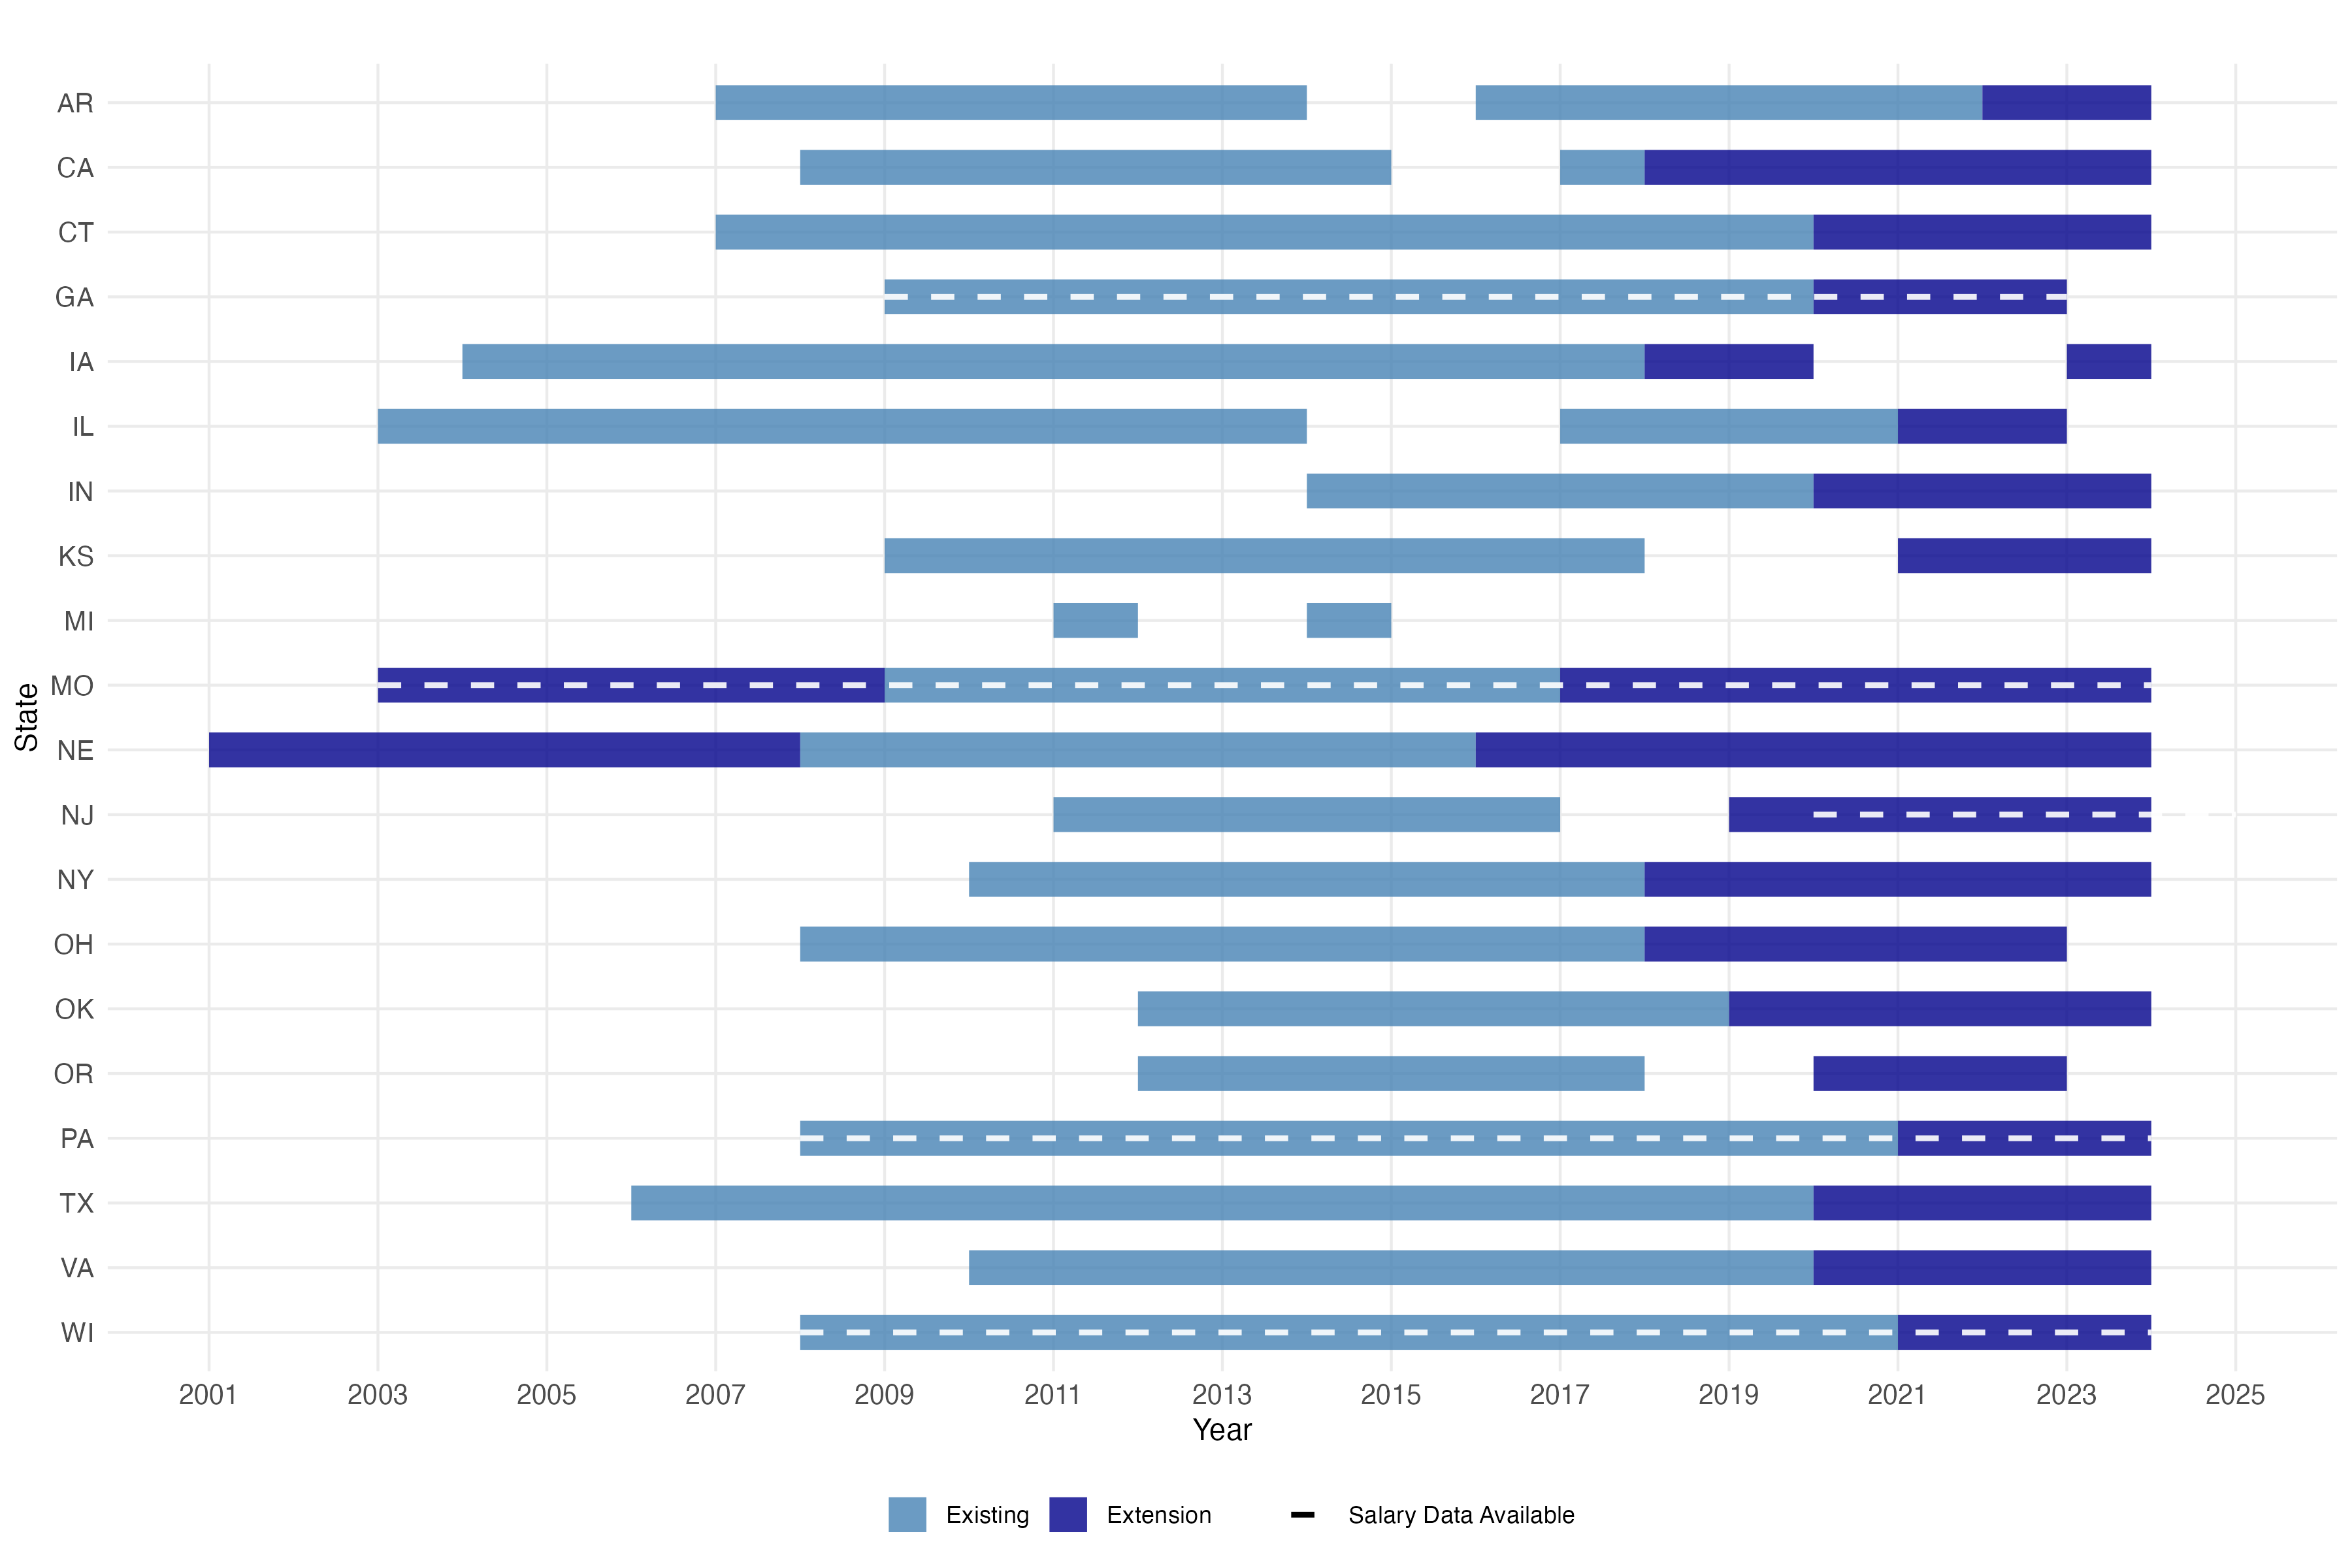 AR
CA
CT
GA
IA
IL
IN
KS
MI
MO
NE
NJ
NY
OH
OK
OR
PA
TX
VA
WI
State
2001 2003 2005 2007 2009 2011 2013 2015 2017 2019 2021 2023 2025
Year
Existing Extension Salary Data Available